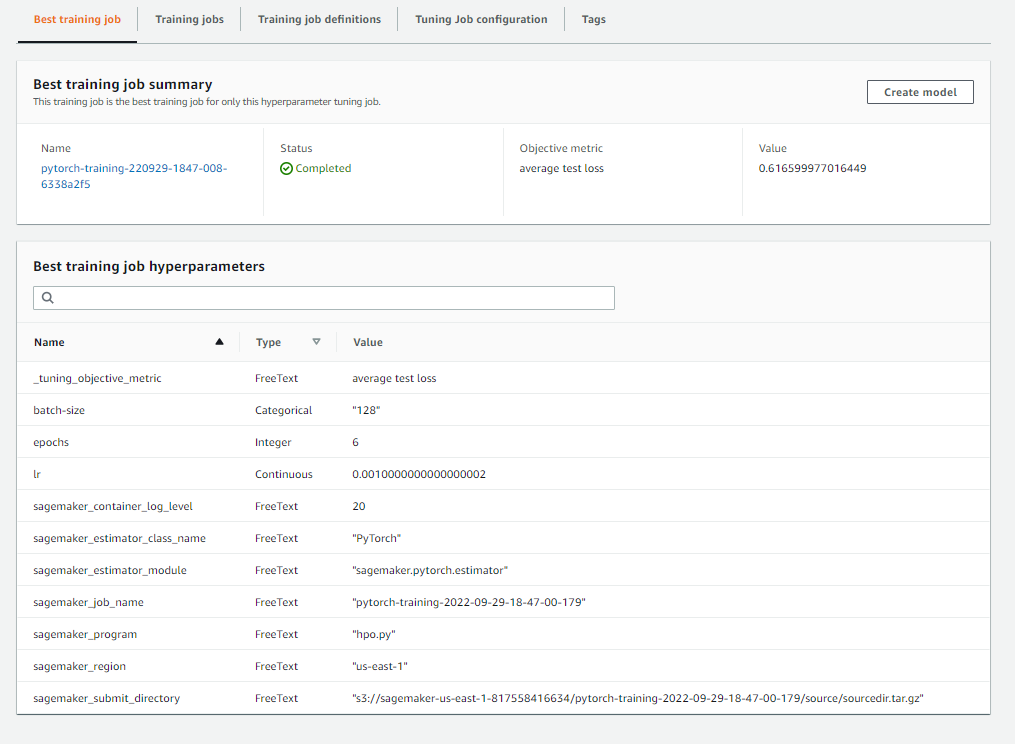 Best training job Training jobs Training job definitions Tuning Job configuration Tags
Best training job summary
This training job is the best training job for only this hyperparameter tuning job.
Create model
Name Status Objective metric Value
pytorch-training-220929-1847-008- Completed average test loss 0.616599977016449
6338a2f5
Best training job hyperparameters
Name Type Value
_tuning_objective_metric FreeText average test loss
batch-size Categorical "128"
epochs Integer 6
lr Continuous 0.0010000000000000002
sagemaker_container_log_level FreeText 20
sagemaker_estimator_class_name FreeText "PyTorch"
sagemaker_estimator_module FreeText "sagemaker.pytorch.estimator"
sagemaker_job_name FreeText "pytorch-training-2022-09-29-18-47-00-179"
sagemaker_program FreeText "hpo.py"
sagemaker_region FreeText "us-east-1"
sagemaker_submit_directory FreeText "s3://sagemaker-us-east-1-817558416634/pytorch-training-2022-09-29-18-47-00-179/source/sourcedir.tar.gz"